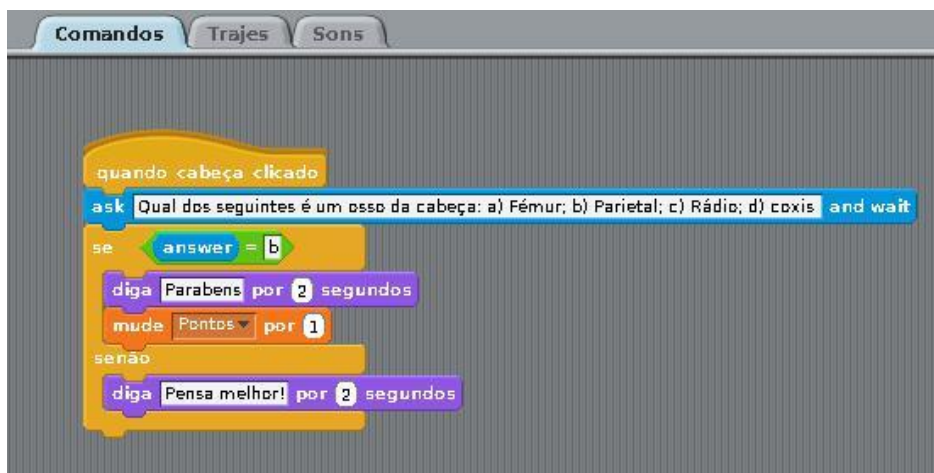 Comandos Trajes Sons
quando cabeça clicado
ask Qual dos seguintes é um osso da cabeça: a) Fémur; b) Parietal; c) Rádio; d) coxis and wait
se answer = b
diga Parabens por 2 segundos
mude Pontos por 1
senão
diga Pensa melhor! por 2 segundos